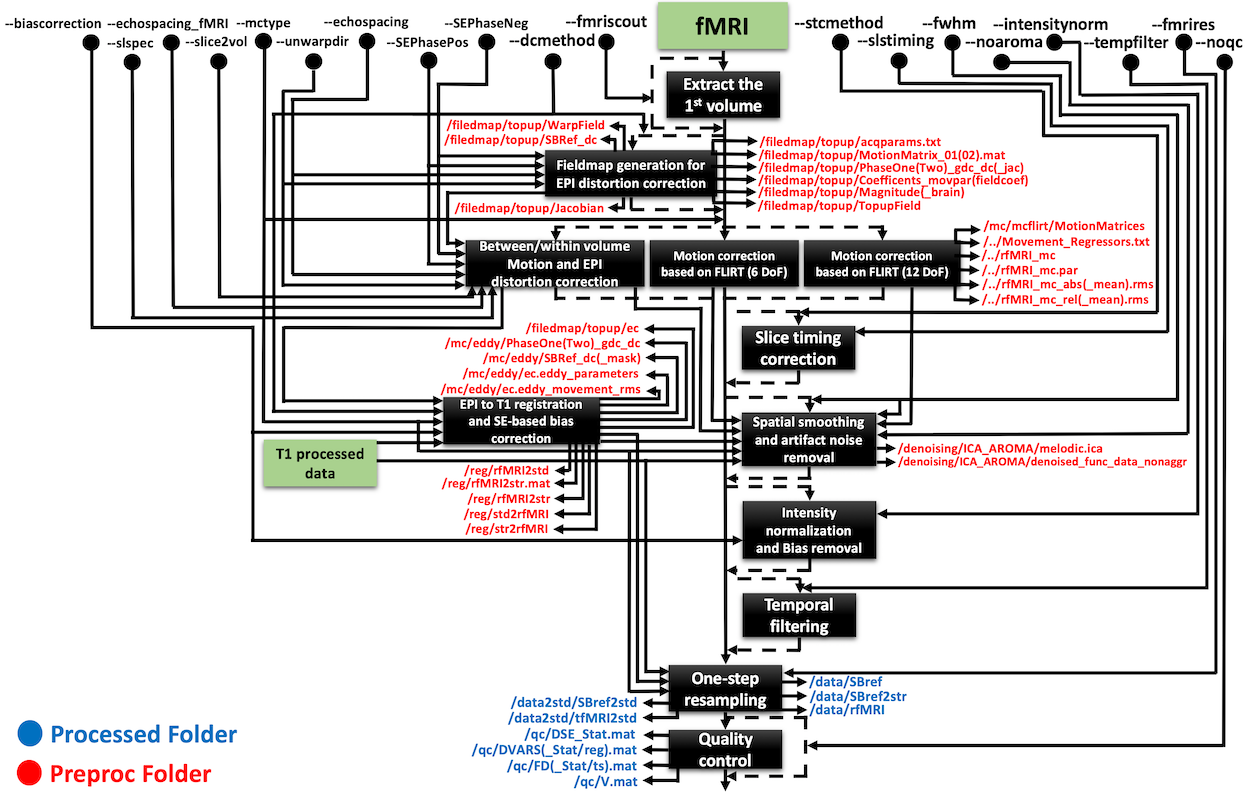 --biascorrection
--echospacing_fMRI
--mctype
--echospacing
--SEPhaseNeg
--fmriscout
fMRI
--stcmethod
--fwhm
--intensitynorm
--fmrires
--slspec
--slice2vol
--unwarpdir
--SEPhasePos
--dcmethod
--slstiming
--noaroma
--tempfilter
--noqc
Extract the
1st volume
/filedmap/topup/WarpField
/filedmap/topup/SBRef_dc
Fieldmap generation for
EPI distortion correction
/filedmap/topup/acqparams.txt
/filedmap/topup/MotionMatrix_01(02).mat
/filedmap/topup/PhaseOne(Two)_gdc_dc(_jac)
/filedmap/topup/Coefficents_movpar(fieldcoef)
/filedmap/topup/Magnitude(_brain)
/filedmap/topup/TopupField
/filedmap/topup/Jacobian
Between/within volume
Motion and EPI
distortion correction
Motion correction
based on FLIRT (6 DoF)
Motion correction
based on FLIRT (12 DoF)
/mc/mcflirt/MotionMatrices
/../Movement_Regressors.txt
/../rfMRI_mc
/../rfMRI_mc.par
/../rfMRI_mc_abs(_mean).rms
/../rfMRI_mc_rel(_mean).rms
Slice timing
correction
/filedmap/topup/ec
/mc/eddy/PhaseOne(Two)_gdc_dc
/mc/eddy/SBRef_dc(_mask)
/mc/eddy/ec.eddy_parameters
/mc/eddy/ec.eddy_movement_rms
EPI to T1 registration
and SE-based bias
correction
Spatial smoothing
and artifact noise
removal
/denoising/ICA_AROMA/melodic.ica
/denoising/ICA_AROMA/denoised_func_data_nonaggr
T1 processed
data
/reg/rfMRI2std
/reg/rfMRI2str.mat
/reg/rfMRI2str
/reg/std2rfMRI
/reg/str2rfMRI
Intensity
normalization
and Bias removal
Temporal
filtering
One-step
resampling
/data/SBref
/data/SBref2str
/data/rfMRI
/data2std/SBref2std
/data2std/tfMRI2std
/qc/DSE_Stat.mat
/qc/DVARS(_Stat/reg).mat
/qc/FD(_Stat/ts).mat
/qc/V.mat
Quality
control
Processed Folder
Preproc Folder